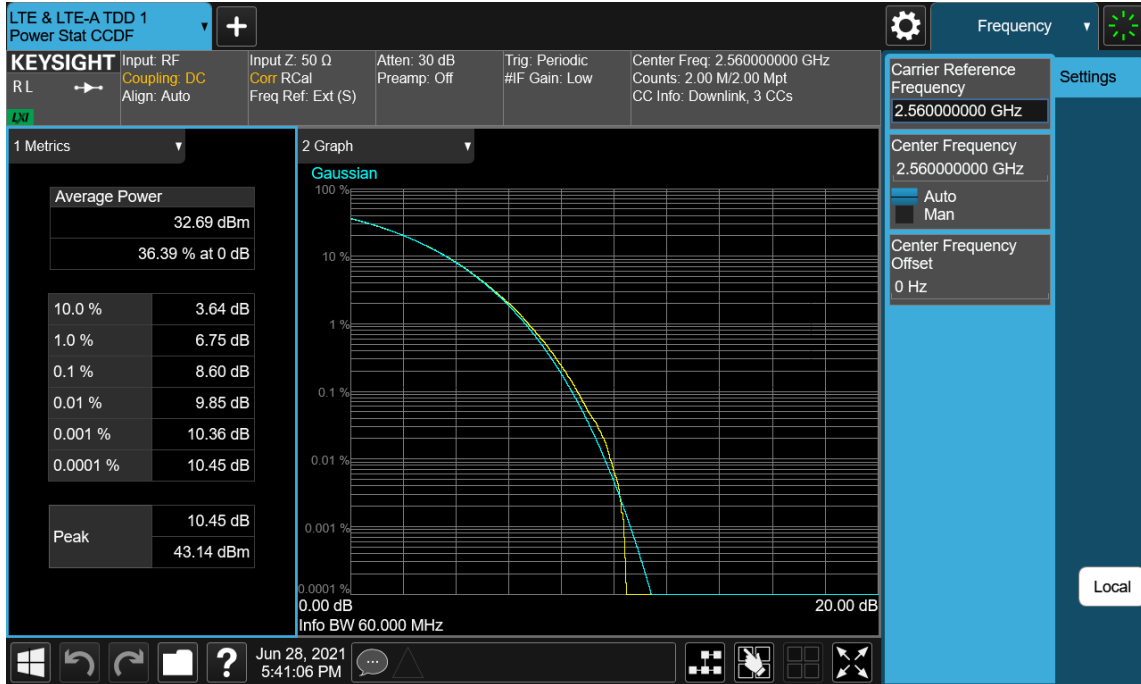 LTE & LTE-A TDD 1
Power Stat CCDF
Frequency
KEYSIGHT
R L
LXI
Input: RF
Coupling: DC
Align: Auto
Input Z: 50 Ω
Corr RCal
Freq Ref: Ext (S)
Atten: 30 dB
Preamp: Off
Trig: Periodic
#IF Gain: Low
Center Freq: 2.560000000 GHz
Counts: 2.00 M/2.00 Mpt
CC Info: Downlink, 3 CCs
Carrier Reference
Frequency
2.560000000 GHz
Settings
Center Frequency
2.560000000 GHz
Auto
Man
Center Frequency
Offset
0 Hz
1 Metrics
Average Power
32.69 dBm
36.39 % at 0 dB
10.0 % 3.64 dB
1.0 % 6.75 dB
0.1 % 8.60 dB
0.01 % 9.85 dB
0.001 % 10.36 dB
0.0001 % 10.45 dB
Peak
10.45 dB
43.14 dBm
2 Graph
Gaussian
100 %
10 %
1 %
0.1 %
0.01 %
0.001 %
0.0001 %
0.00 dB 20.00 dB
Info BW 60.000 MHz
Local
?
Jun 28, 2021
5:41:06 PM